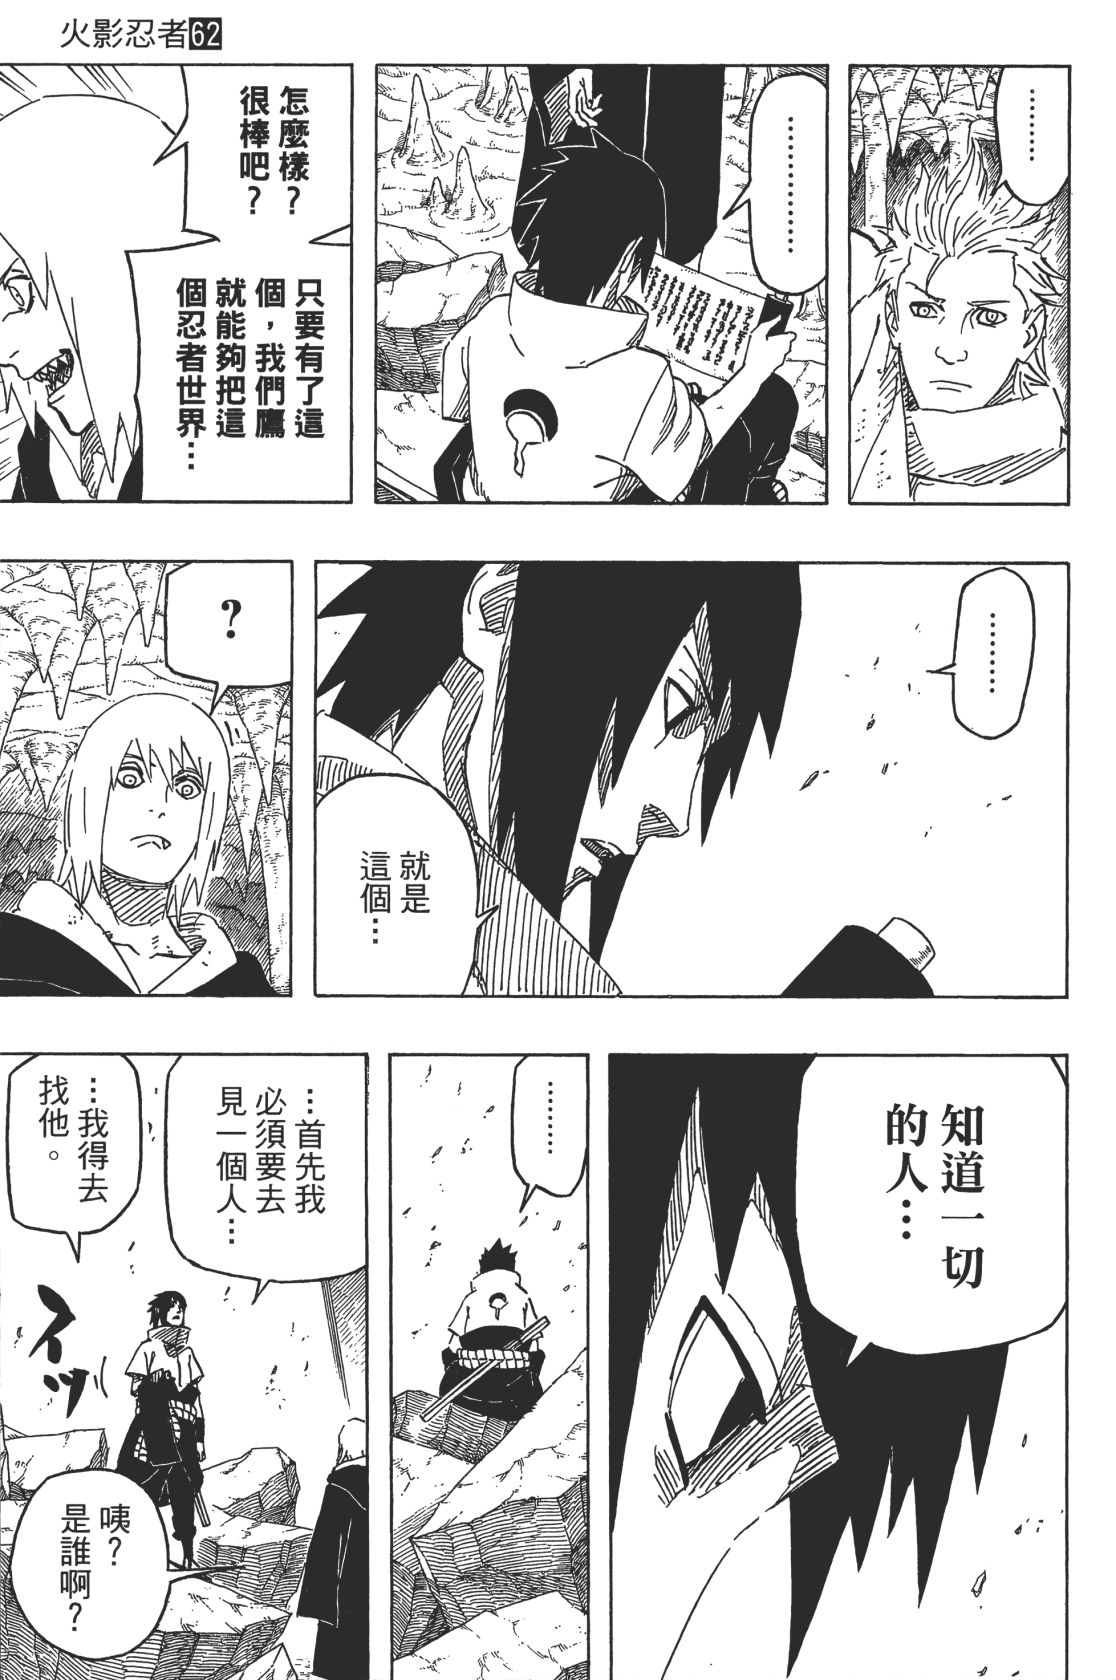 火影忍者62
………
…………
怎麼樣？
很棒吧？
只要有了這
個，我們鷹
就能夠把這
個忍者世界…
………
就是
這個…
？
知道一切
的人…
………
…首先我
必須要去
見一個人…
…我得去
找他。
スッ
咦？
是誰啊？